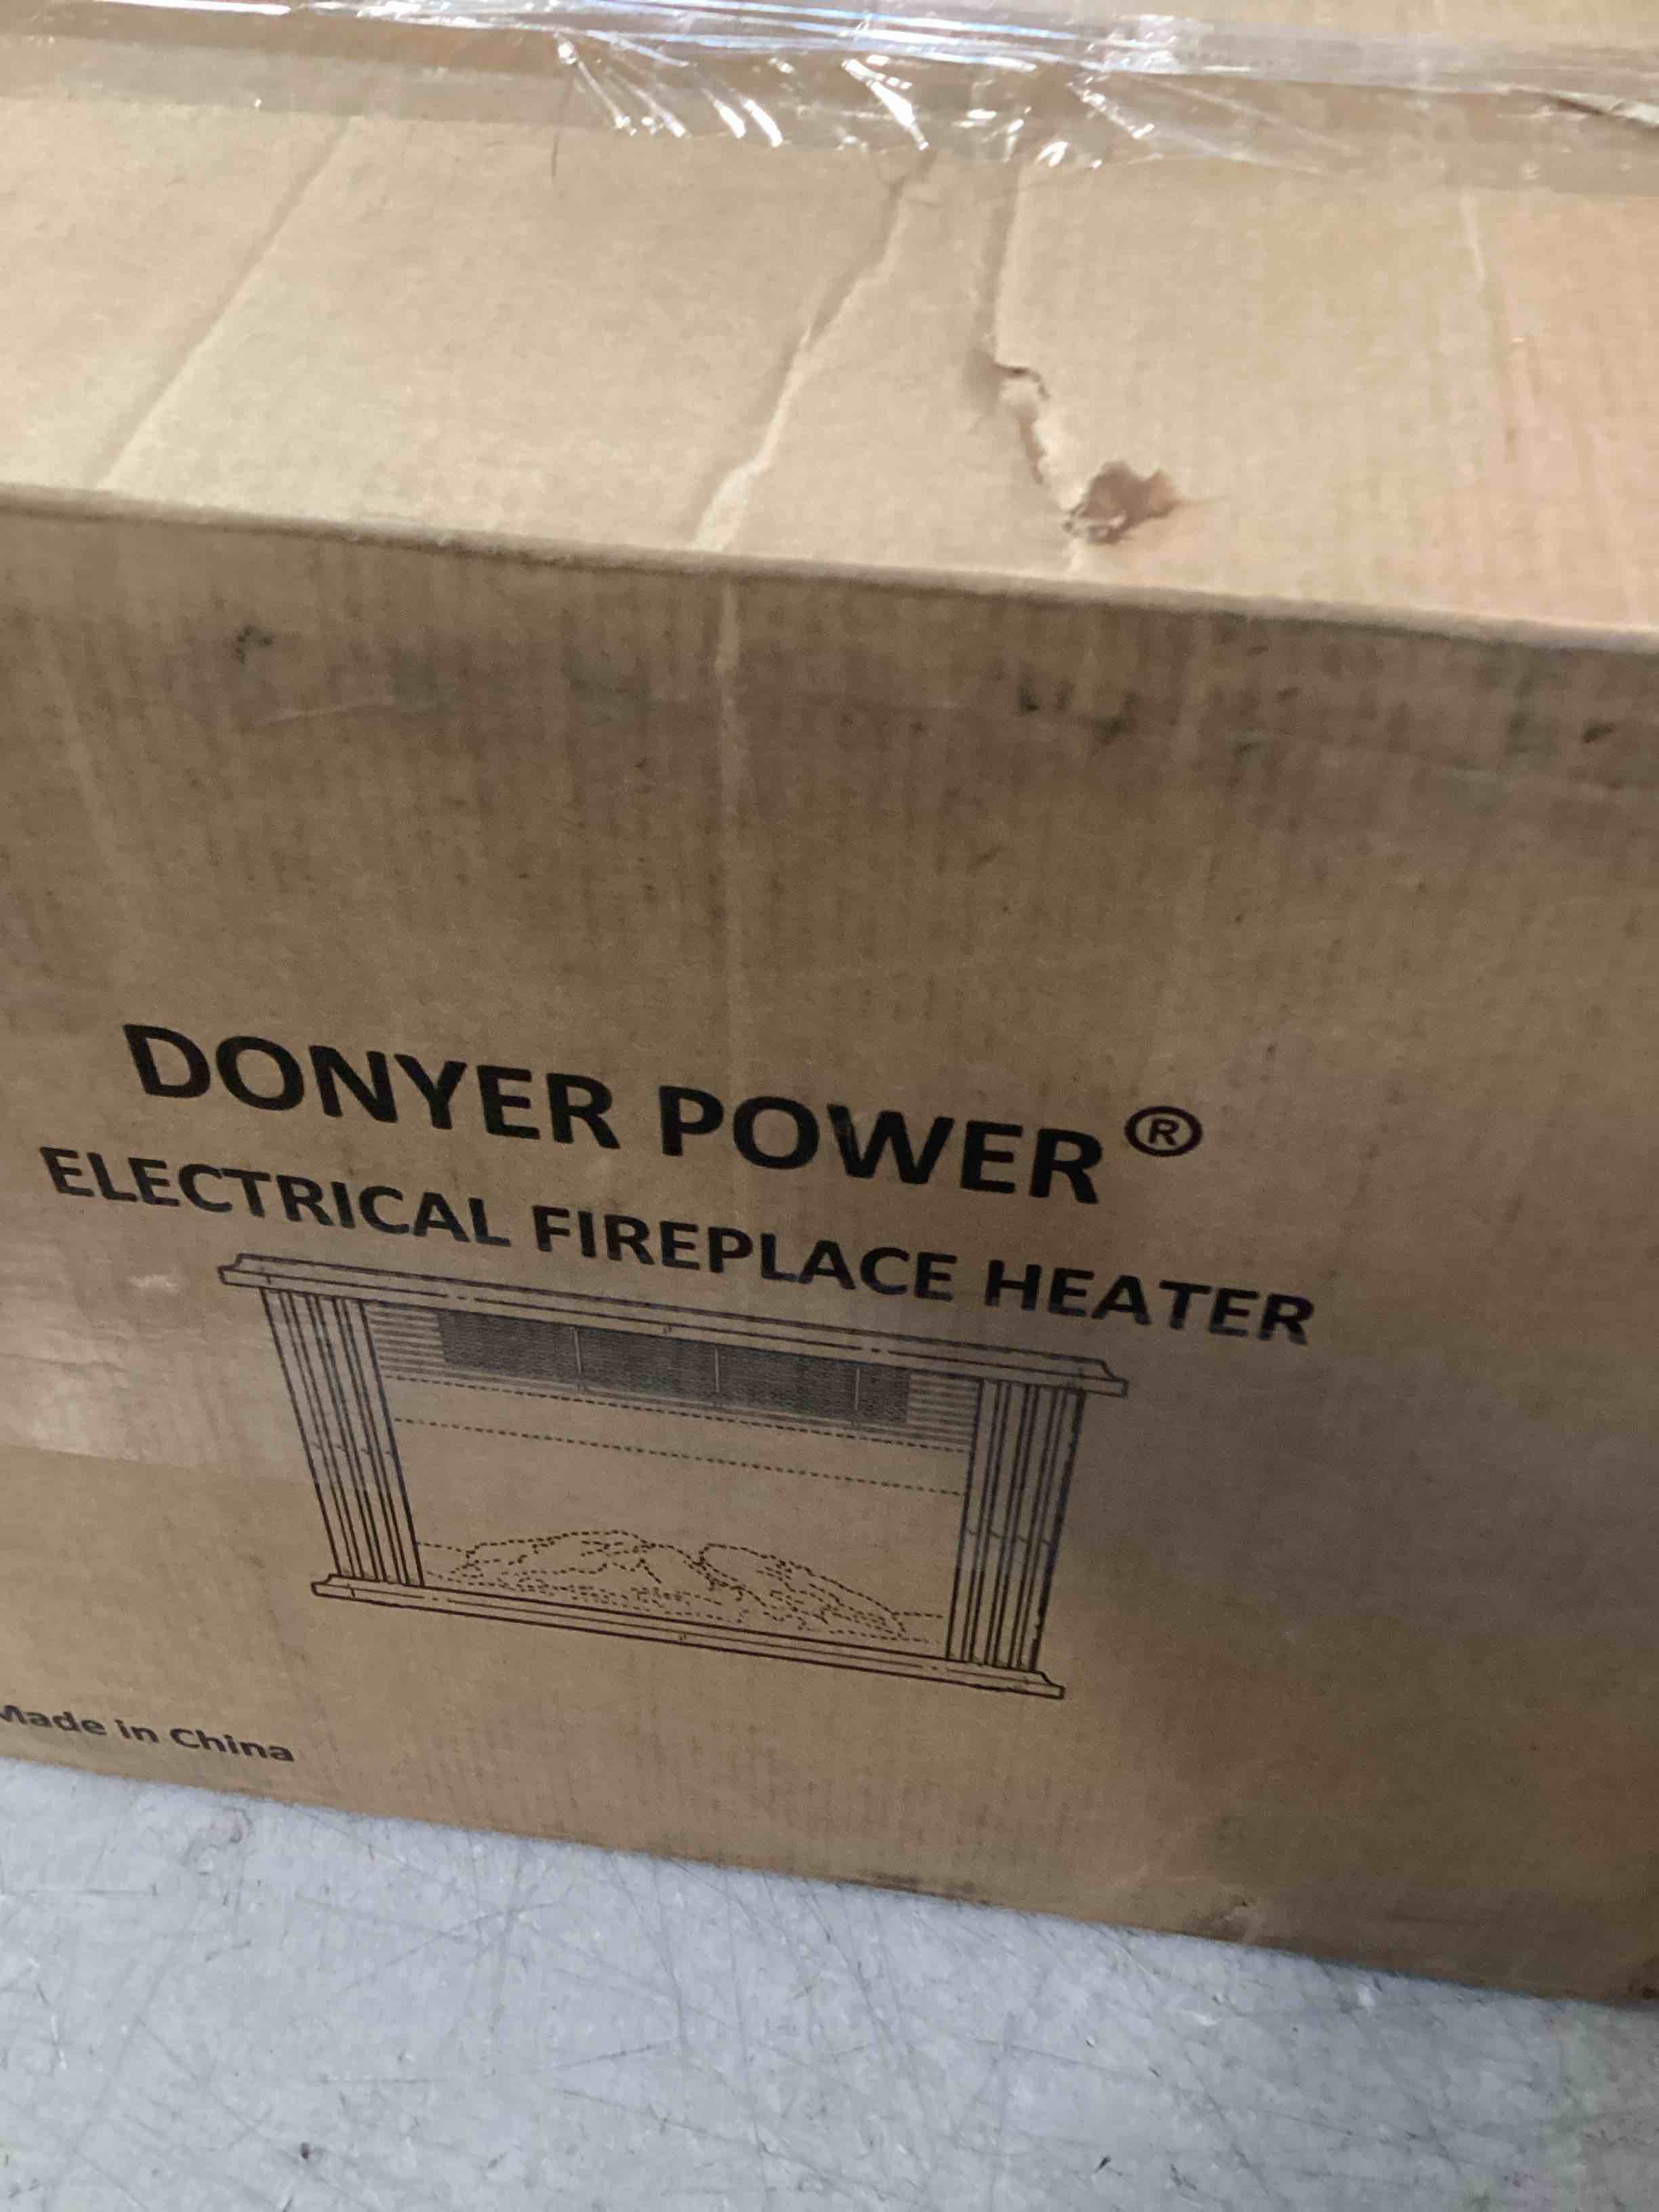 DONYER POWER®
ELECTRICAL FIREPLACE HEATER
Made in China